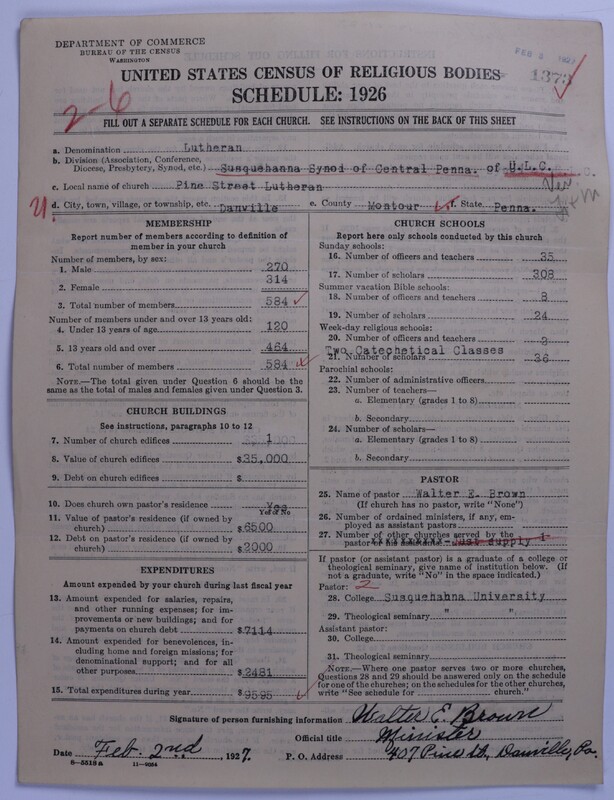 DEPARTMENT OF COMMERCE
BUREAU OF THE CENSUS
WASHINGTON
FEB 5 1927
1373
UNITED STATES CENSUS OF RELIGIOUS BODIES
SCHEDULE: 1926
2-6
FILL OUT A SEPARATE SCHEDULE FOR EACH CHURCH. SEE INSTRUCTIONS ON THE BACK OF THIS SHEET
a. Denomination Lutheran
b. Division (Association, Conference,
Diocese, Presbytery, Synod, etc.) Susquehanna Synod of Central Penna. of U.L.C.
c. Local name of church Pine Street Lutheran
d. City, town, village, or township, etc. Danville e. County Montour f. State Penna.
MEMBERSHIP
Report number of members according to definition of
member in your church
Number of members, by sex:
1. Male 270
2. Female 314
3. Total number of members 584
Number of members under and over 13 years old:
4. Under 13 years of age 120
5. 13 years old and over 464
6. Total number of members 584
NOTE.—The total given under Question 6 should be
same as the total of males and females given under Question 3.
CHURCH BUILDINGS
See instructions, paragraphs 10 to 12
7. Number of church edifices 1
8. Value of church edifices $35,000
9. Debt on church edifices $
10. Does church own pastor's residence Yes
Yes or No
11. Value of pastor's residence (if owned by
church) $6500
12. Debt on pastor's residence (if owned by
church) $2000
EXPENDITURES
Amount expended by your church during last fiscal year
13. Amount expended for salaries, repairs,
and other running expenses; for im-
provements or new buildings; and for
payments on church debt $7114
14. Amount expended for benevolences, in-
cluding home and foreign missions; for
denominational support; and for all
other purposes $2481
15. Total expenditures during year $9595
CHURCH SCHOOLS
Report here only schools conducted by this church
Sunday schools:
16. Number of officers and teachers 35
17. Number of scholars 308
Summer vacation Bible schools:
18. Number of officers and teachers 3
19. Number of scholars 24
Week-day religious schools:
20. Number of officers and teachers 2
Two Catechetical Classes
21. Number of scholars 36
Parochial schools:
22. Number of administrative officers
23. Number of teachers—
a. Elementary (grades 1 to 8)
b. Secondary
24. Number of scholars—
a. Elementary (grades 1 to 8)
b. Secondary
PASTOR
25. Name of pastor Walter E. Brown
(If church has no pastor, write "None")
26. Number of ordained ministers, if any, em-
ployed as assistant pastors
27. Number of other churches served by the
pastor Just supply 1
If pastor (or assistant pastor) is a graduate of a college or
theological seminary, give name of institution below. (If
not a graduate, write "No" in the space indicated.)
Pastor: 2
28. College Susquehahna University
29. Theological seminary " "
Assistant pastor:
30. College
31. Theological seminary
NOTE.—Where one pastor serves two or more churches,
Questions 28 and 29 should be answered only on the schedule
for one of the churches; on the schedules for the other churches,
write "See schedule for church."
Signature of person furnishing information Walter E. Brown
Official title Minister
Date Feb. 2nd, 1927. P. O. Address 407 Pine St., Danville, Pa.
8—5518 a 11—9054